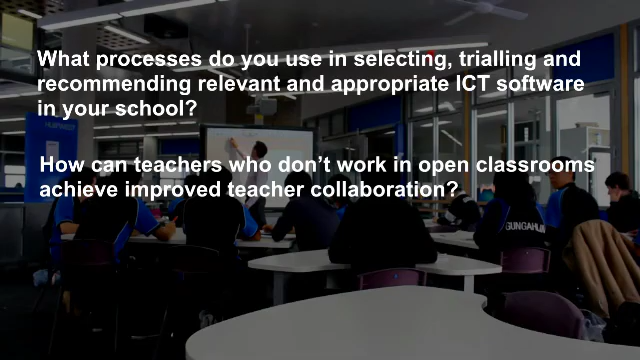 What processes do you use in selecting, trialling and
recommending relevant and appropriate ICT software
in your school?
How can teachers who don't work in open classrooms
achieve improved teacher collaboration?
GUNGAHLIN